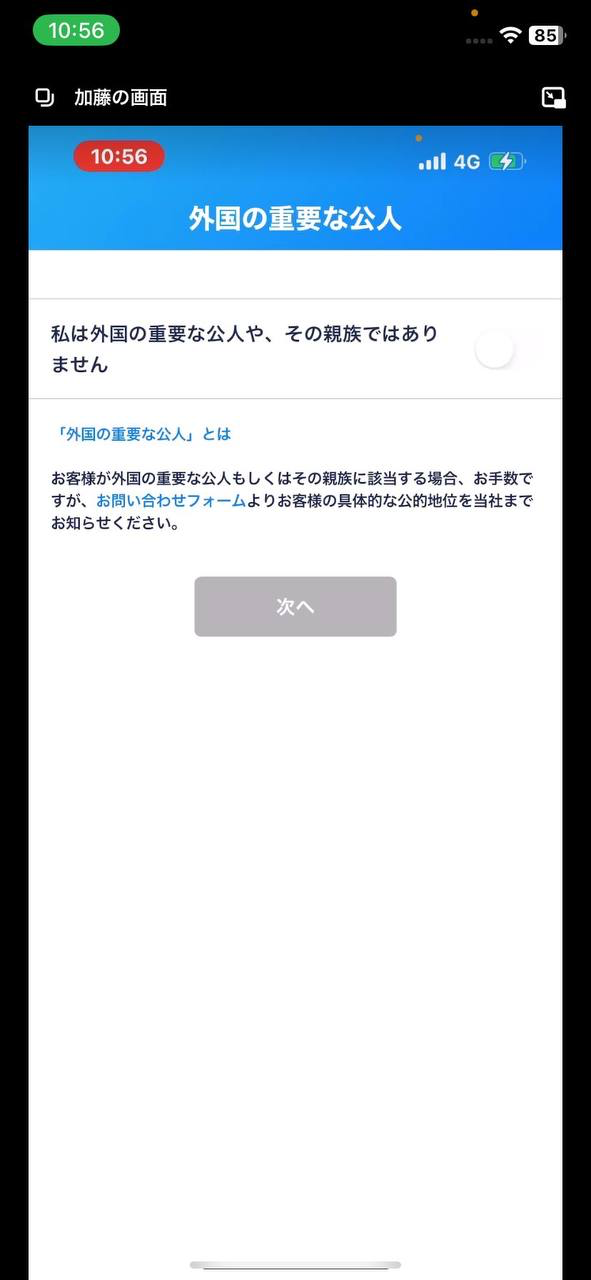 10:56
85
加藤の画面
10:56
4G
外国の重要な公人
私は外国の重要な公人や、その親族ではあり
ません
「外国の重要な公人」とは
お客様が外国の重要な公人もしくはその親族に該当する場合、お手数で
すが、お問い合わせフォームよりお客様の具体的な公的地位を当社まで
お知らせください。
次へ